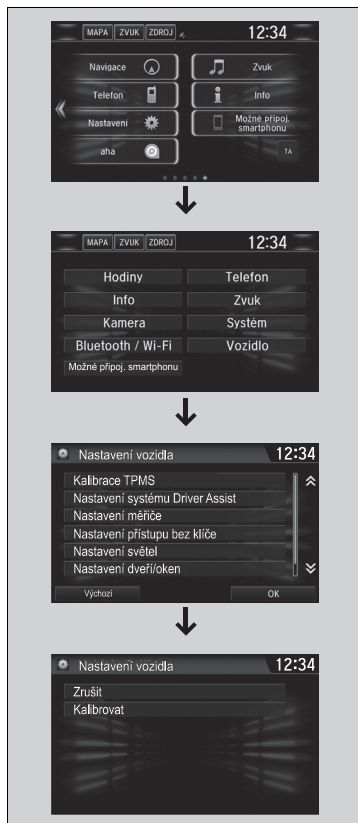 MAPA ZVUK ZDROJ 12:34
Navigace Zvuk
Telefon Info
Nastavení Možné připoj. smartphonu
aha TA
MAPA ZVUK ZDROJ 12:34
Hodiny Telefon
Info Zvuk
Kamera Systém
Bluetooth / Wi-Fi Vozidlo
Možné připoj. smartphonu
Nastavení vozidla 12:34
Kalibrace TPMS
Nastavení systému Driver Assist
Nastavení měřiče
Nastavení přístupu bez klíče
Nastavení světel
Nastavení dveří/oken
Výchozí OK
Nastavení vozidla 12:34
Zrušit
Kalibrovat